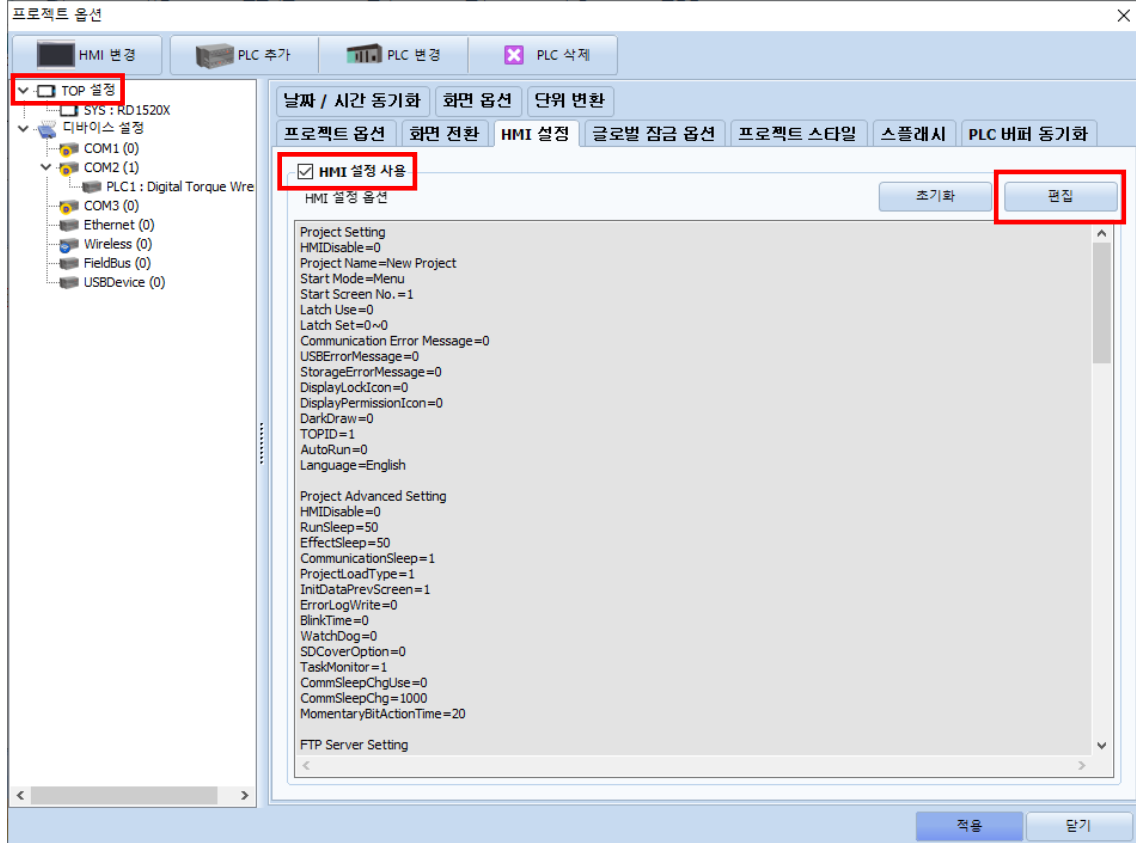 프로젝트 옵션
HMI 변경
PLC 추가
PLC 변경
PLC 삭제
TOP 설정
SYS : RD1520X
디바이스 설정
COM1 (0)
COM2 (1)
PLC1 : Digital Torque Wre
COM3 (0)
Ethernet (0)
Wireless (0)
FieldBus (0)
USBDevice (0)
날짜 / 시간 동기화 화면 옵션 단위 변환
프로젝트 옵션 화면 전환 HMI 설정 글로벌 잠금 옵션 프로젝트 스타일 스플래시 PLC 버퍼 동기화
HMI 설정 사용
HMI 설정 옵션
초기화
편집
Project Setting
HMIDisable=0
Project Name=New Project
Start Mode=Menu
Start Screen No.=1
Latch Use=0
Latch Set=0~0
Communication Error Message=0
USBErrorMessage=0
StorageErrorMessage=0
DisplayLockIcon=0
DisplayPermissionIcon=0
DarkDraw=0
TOPID=1
AutoRun=0
Language=English
Project Advanced Setting
HMIDisable=0
RunSleep=50
EffectSleep=50
CommunicationSleep=1
ProjectLoadType=1
InitDataPrevScreen=1
ErrorLogWrite=0
BlinkTime=0
WatchDog=0
SDCoverOption=0
TaskMonitor=1
CommSleepChgUse=0
CommSleepChg=1000
MomentaryBitActionTime=20
FTP Server Setting
적용
닫기